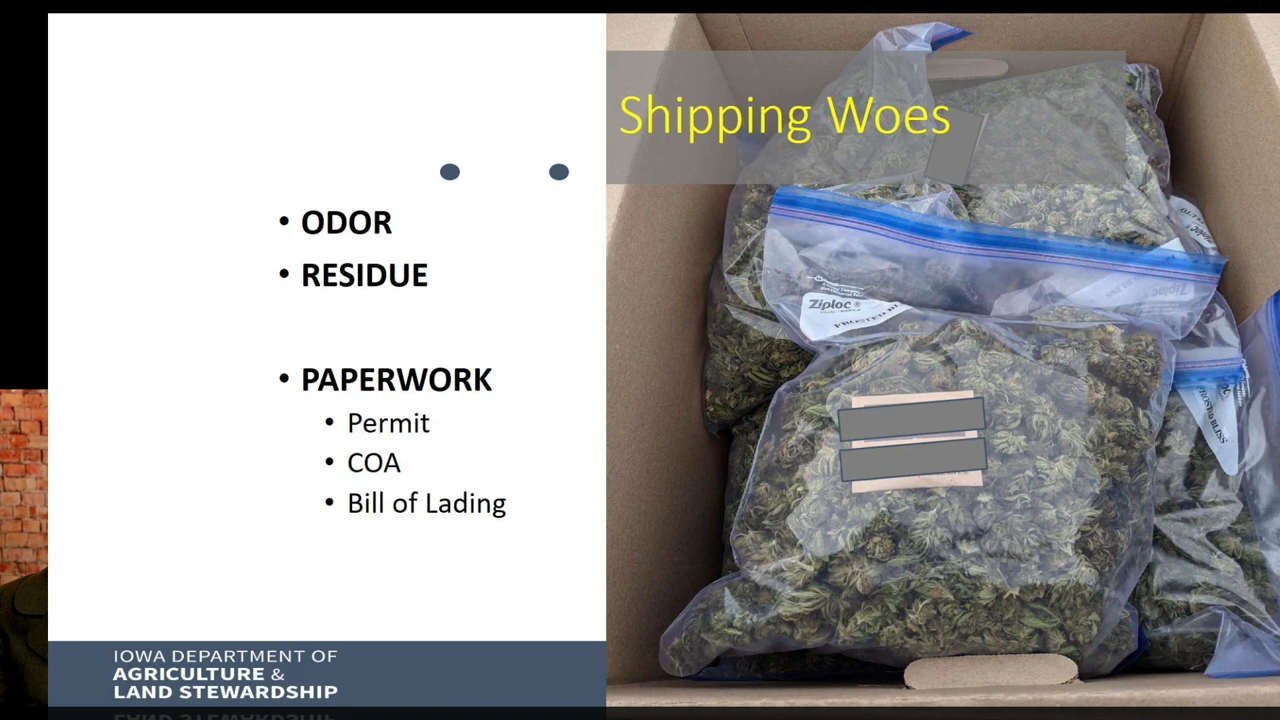 Shipping Woes
• ODOR
• RESIDUE
• PAPERWORK
• Permit
• COA
• Bill of Lading
IOWA DEPARTMENT OF
AGRICULTURE &
LAND STEWARDSHIP
Ziploc®